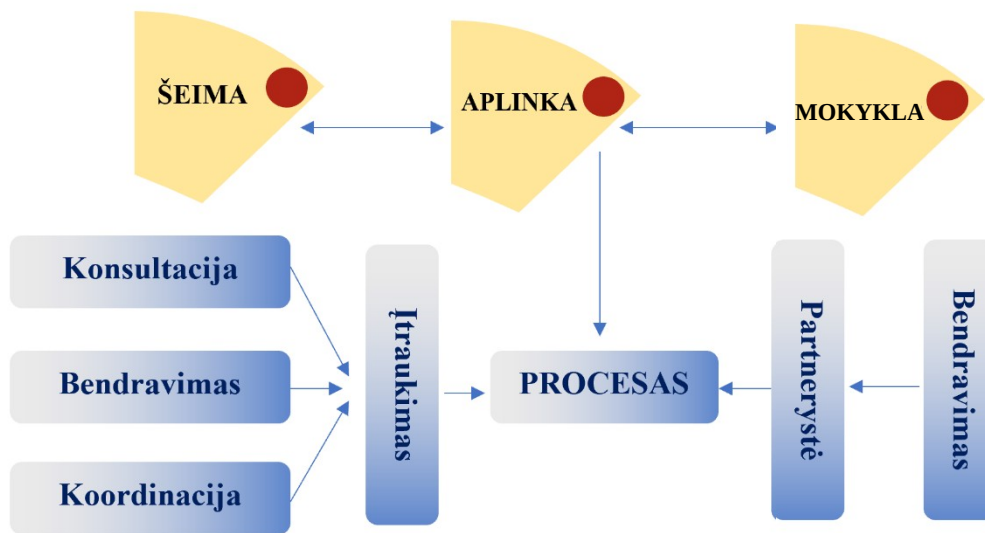 ŠEIMA
APLINKA
MOKYKLA
Konsultacija
Bendravimas
Koordinacija
Įtraukimas
PROCESAS
Partnerystė
Bendravimas